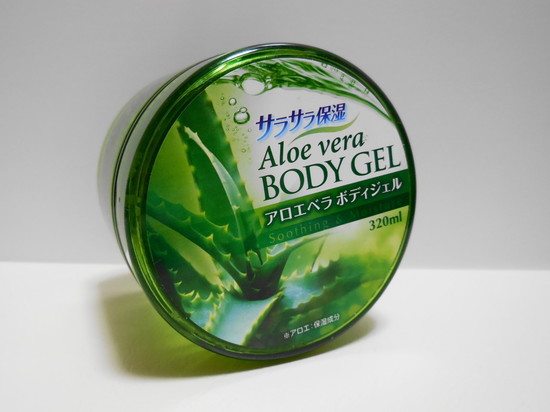 サラサラ保湿
Aloe vera
BODY GEL
アロエベラ ボディジェル
Soothing &
320ml
※アロエ:保湿成分